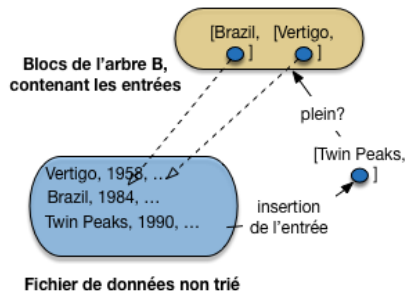 [Brazil, [Vertigo,
] ]
Blocs de l'arbre B,
contenant les entrées
plein?
[Twin Peaks,
]
Vertigo, 1958, ...
Brazil, 1984, ...
Twin Peaks, 1990, ...
insertion
de l'entrée
Fichier de données non trié